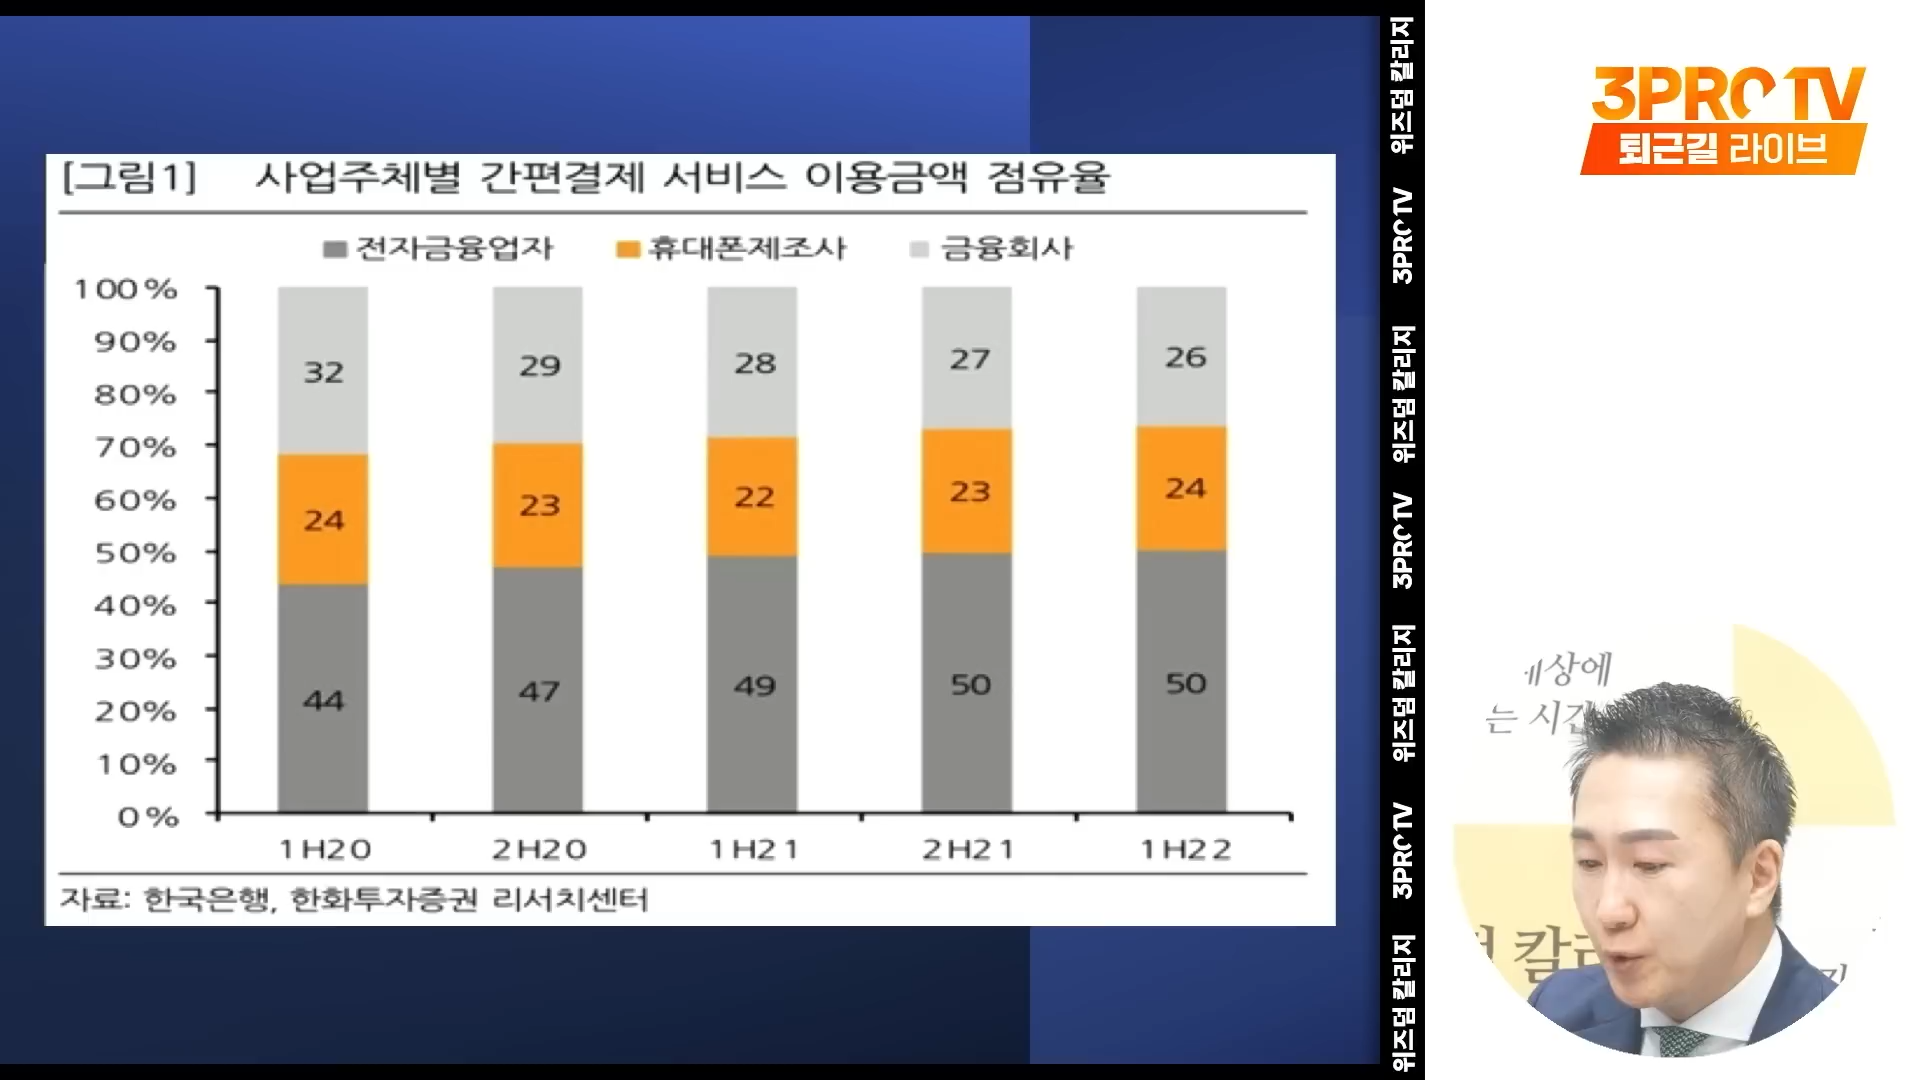 [그림1] 사업주체별 간편결제 서비스 이용금액 점유율
전자금융업자 휴대폰제조사 금융회사
100%
90%
80%
70%
60%
50%
40%
30%
20%
10%
0%
32 29 28 27 26
24 23 22 23 24
44 47 49 50 50
1H20 2H20 1H21 2H21 1H22
자료: 한국은행, 한화투자증권 리서치센터
위즈덤 칼리지
3PROTV
위즈덤 칼리지
3PROTV
위즈덤 칼리지
3PROTV
위즈덤 칼리지
3PROTV
퇴근길 라이브
상에
는 시간